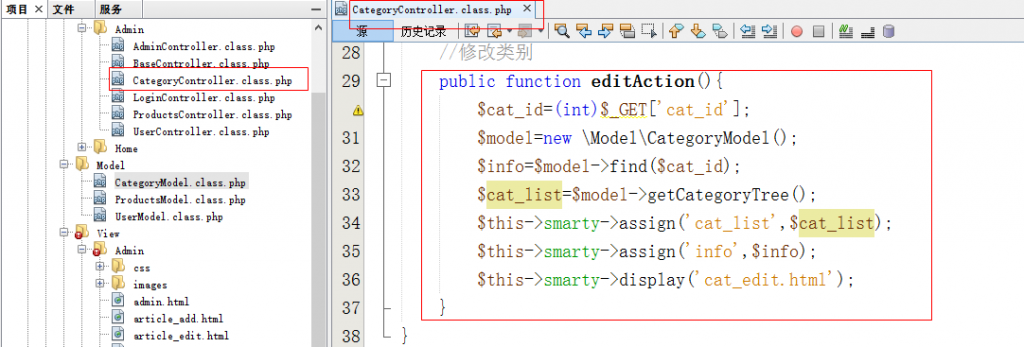 项目 × 文件 服务
Admin
AdminController.class.php
BaseController.class.php
CategoryController.class.php
LoginController.class.php
ProductsController.class.php
UserController.class.php
Home
Model
CategoryModel.class.php
ProductsModel.class.php
UserModel.class.php
View
Admin
css
images
admin.html
article_add.html
article_edit.html
CategoryController.class.php ×
源 历史记录
28 //修改类别
29 public function editAction(){
$cat_id=(int)$_GET['cat_id'];
31 $model=new \Model\CategoryModel();
32 $info=$model->find($cat_id);
33 $cat_list=$model->getCategoryTree();
34 $this->smarty->assign('cat_list',$cat_list);
35 $this->smarty->assign('info',$info);
36 $this->smarty->display('cat_edit.html');
37 }
38 }